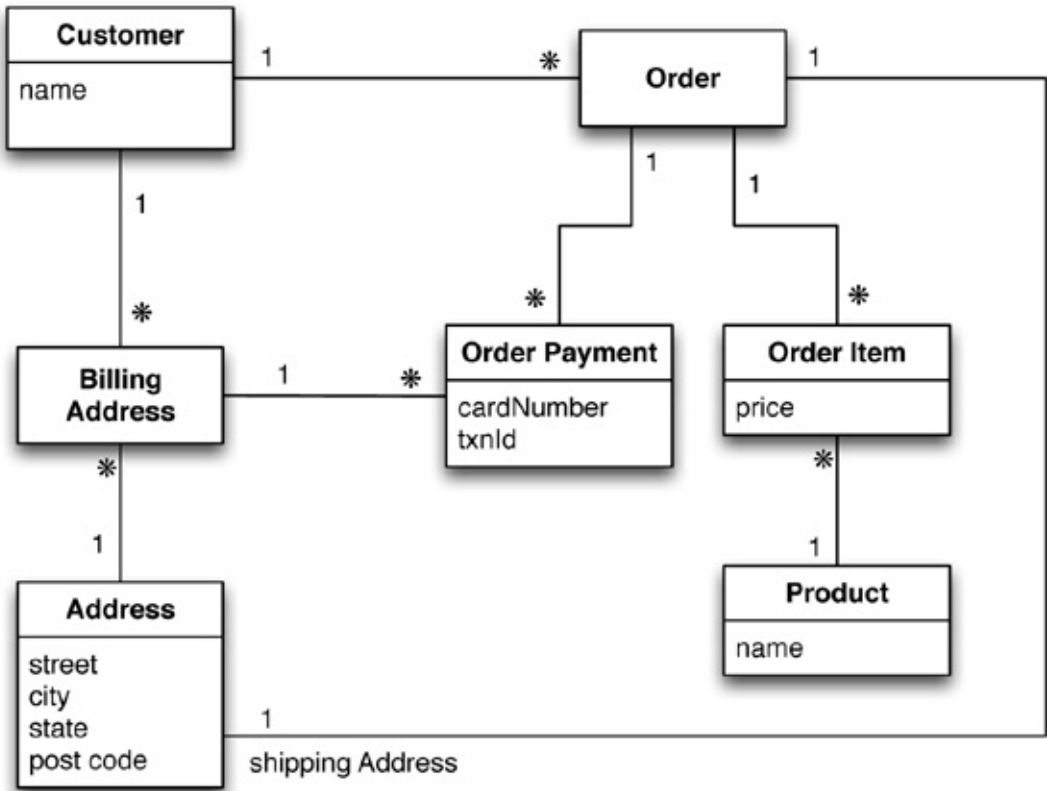 Customer
name
1
*
Order
1
1
1
1
*
*
*
Billing
Address
1
*
Order Payment
cardNumber
txnId
Order Item
price
*
*
1
1
Address
street
city
state
post code
Product
name
1
shipping Address